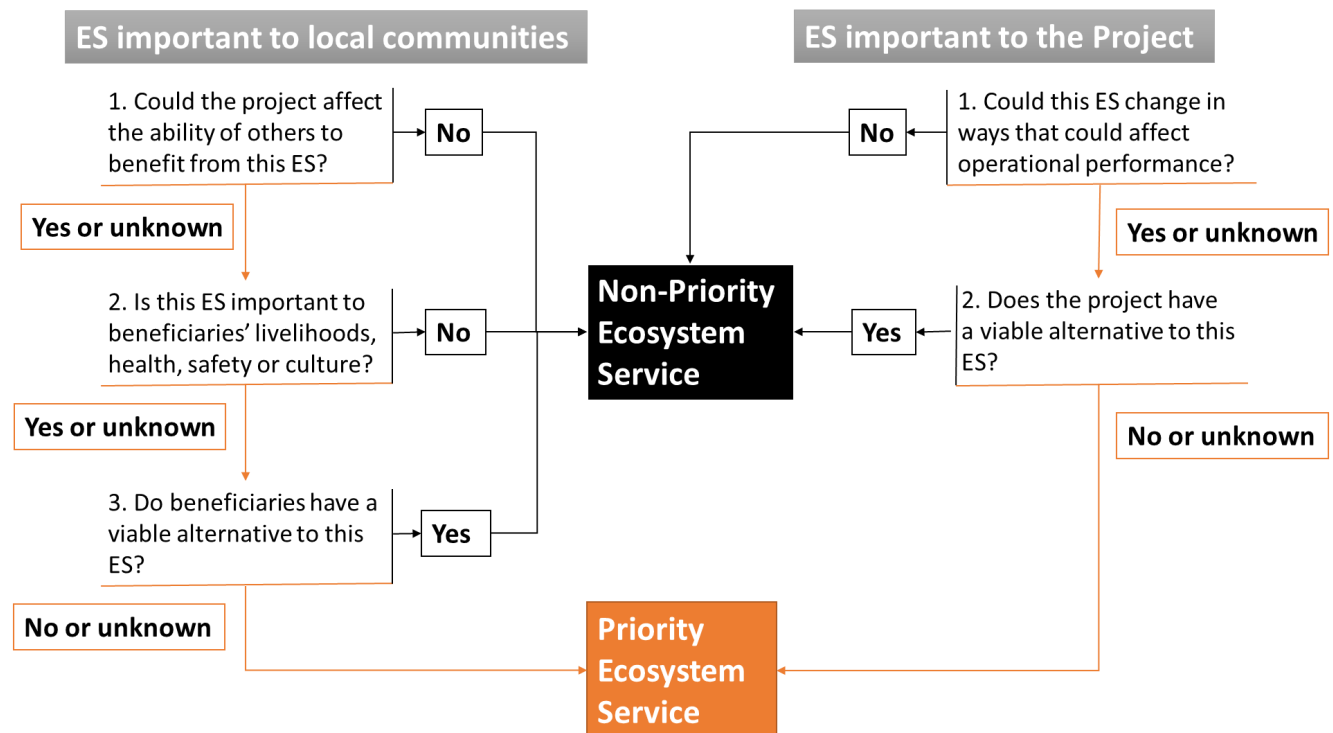 ES important to local communities
1. Could the project affect
the ability of others to
benefit from this ES?
No
Yes or unknown
2. Is this ES important to
beneficiaries’ livelihoods,
health, safety or culture?
No
Yes or unknown
3. Do beneficiaries have a
viable alternative to this
ES?
Yes
No or unknown
Non-Priority
Ecosystem
Service
Priority
Ecosystem
Service
ES important to the Project
1. Could this ES change in
ways that could affect
operational performance?
No
Yes or unknown
2. Does the project have
a viable alternative to this
ES?
Yes
No or unknown